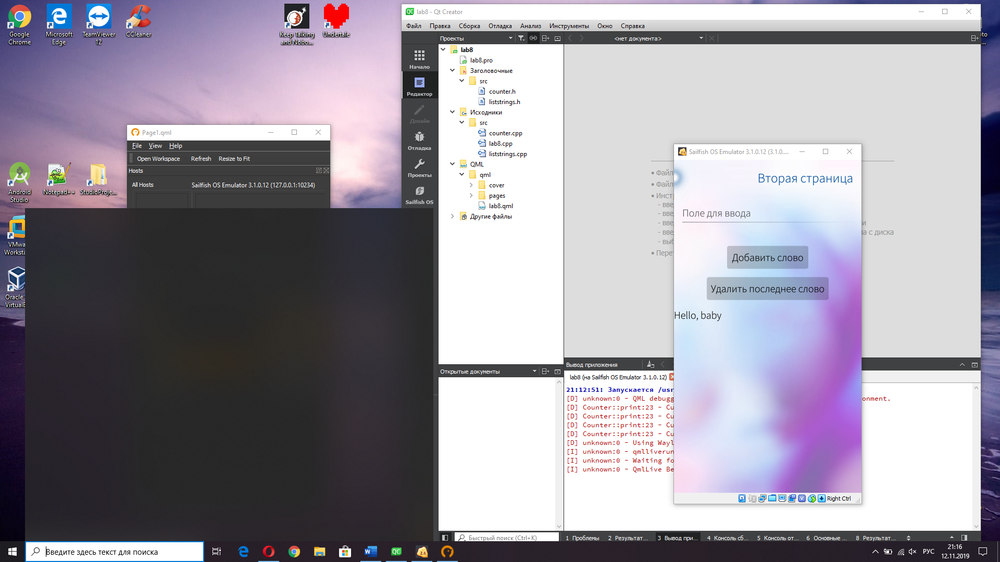 Google
Chrome
Microsoft
Edge
TeamViewer
12
CCleaner
Keep Talking
and Nobo...
Undertale
Android
Studio
Notepad++
StudioProje...
VMwa
Worksta
Oracle
VirtualB
Page1.qml
File View Help
Open Workspace Refresh Resize to Fit
Hosts
All Hosts
Sailfish OS Emulator 3.1.0.12 (127.0.0.1:10234)
lab8 - Qt Creator
Файл Правка Сборка Отладка Анализ Инструменты Окно Справка
Проекты
<нет документа>
Начало
Редактор
Дизайн
Отладка
Проекты
Sailfish OS
lab8
lab8.pro
Заголовочные
src
counter.h
liststrings.h
Исходники
src
counter.cpp
lab8.cpp
liststrings.cpp
QML
qml
cover
pages
lab8.qml
Другие файлы
Открытые документы
• Файл
• Файл
• Инст
- вве
- вве
- вве
- вве
- выб
• Перет
и
а с диска
Sailfish OS Emulator 3.1.0.12 (3.1.0....
Вторая страница
Поле для ввода
Добавить слово
Удалить последнее слово
Hello, baby
Right Ctrl
Вывод приложения
lab8 (на Sailfish OS Emulator 3.1.0.12)
21:12:51: Запускается /usr
[D] unknown:0 - QML debugg
onment.
[D] Counter::print:23 - Cu
[D] Counter::print:23 - Cu
[D] Counter::print:23 - Cu
[D] Counter::print:23 - Cu
[D] unknown:0 - Using Wayl
[I] unknown:0 - qmlliverun
[I] unknown:0 - Waiting fo
[I] unknown:0 - QmlLive Be
Быстрый поиск (Ctrl+K)
1 Проблемы 2 Результат... 3 Вывод при... 4 Консоль сб... 5 Консоль от... 6 Основные ... 8 Результат...
Введите здесь текст для поиска
РУС
21:16
12.11.2019